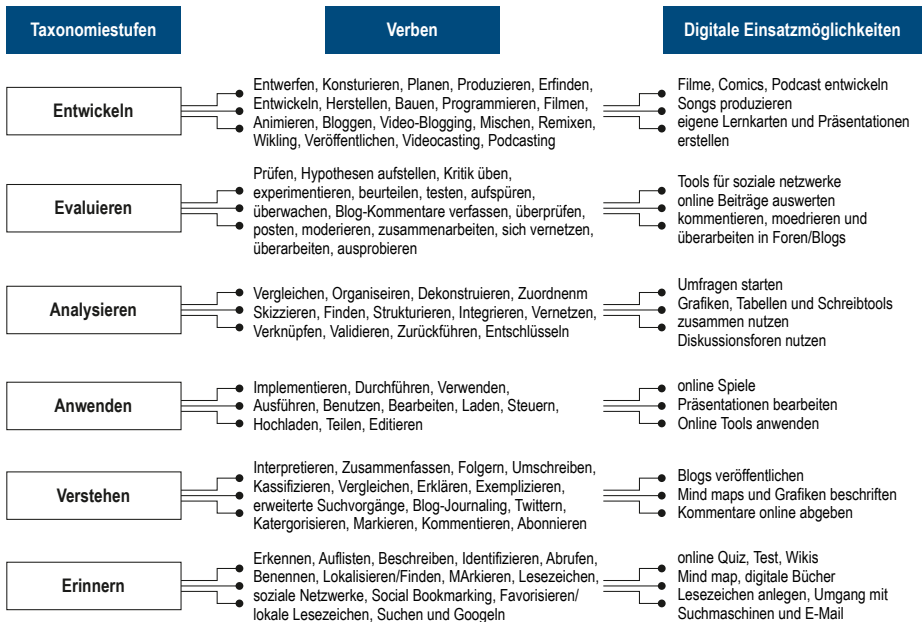 Taxonomiestufen
Verben
Digitale Einsatzmöglichkeiten
Entwickeln
Entwerfen, Konsturieren, Planen, Produzieren, Erfinden,
Entwickeln, Herstellen, Bauen, Programmieren, Filmen,
Animieren, Bloggen, Video-Blogging, Mischen, Remixen,
Wikling, Veröffentlichen, Videocasting, Podcasting
Filme, Comics, Podcast entwickeln
Songs produzieren
eigene Lernkarten und Präsentationen
erstellen
Evaluieren
Prüfen, Hypothesen aufstellen, Kritik üben,
experimentieren, beurteilen, testen, aufspüren,
überwachen, Blog-Kommentare verfassen, überprüfen,
posten, moderieren, zusammenarbeiten, sich vernetzen,
überarbeiten, ausprobieren
Tools für soziale netzwerke
online Beiträge auswerten
kommentieren, moedrieren und
überarbeiten in Foren/Blogs
Analysieren
Vergleichen, Organiseiren, Dekonstruieren, Zuordnenm
Skizzieren, Finden, Strukturieren, Integrieren, Vernetzen,
Verknüpfen, Validieren, Zurückführen, Entschlüsseln
Umfragen starten
Grafiken, Tabellen und Schreibtools
zusammen nutzen
Diskussionsforen nutzen
Anwenden
Implementieren, Durchführen, Verwenden,
Ausführen, Benutzen, Bearbeiten, Laden, Steuern,
Hochladen, Teilen, Editieren
online Spiele
Präsentationen bearbeiten
Online Tools anwenden
Verstehen
Interpretieren, Zusammenfassen, Folgern, Umschreiben,
Kassifizieren, Vergleichen, Erklären, Exemplizieren,
erweiterte Suchvorgänge, Blog-Journaling, Twittern,
Katergorisieren, Markieren, Kommentieren, Abonnieren
Blogs veröffentlichen
Mind maps und Grafiken beschriften
Kommentare online abgeben
Erinnern
Erkennen, Auflisten, Beschreiben, Identifizieren, Abrufen,
Benennen, Lokalisieren/Finden, MArkieren, Lesezeichen,
soziale Netzwerke, Social Bookmarking, Favorisieren/
lokale Lesezeichen, Suchen und Googeln
online Quiz, Test, Wikis
Mind map, digitale Bücher
Lesezeichen anlegen, Umgang mit
Suchmaschinen und E-Mail